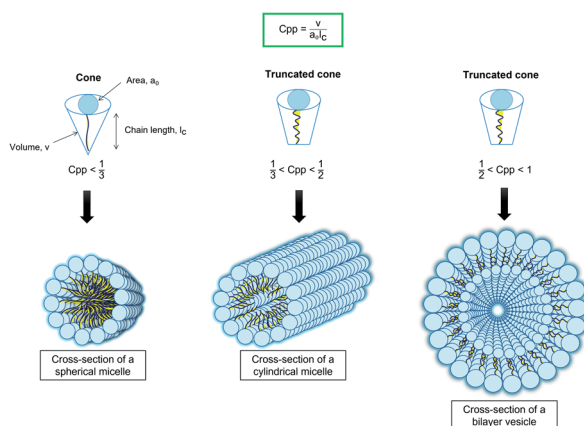 Cpp = v / a₀lc
Cone
Area, a₀
Chain length, lc
Volume, v
Cpp < 1/3
Cross-section of a
spherical micelle
Truncated cone
1/3 < Cpp < 1/2
Cross-section of a
cylindrical micelle
Truncated cone
1/2 < Cpp < 1
Cross-section of a
bilayer vesicle